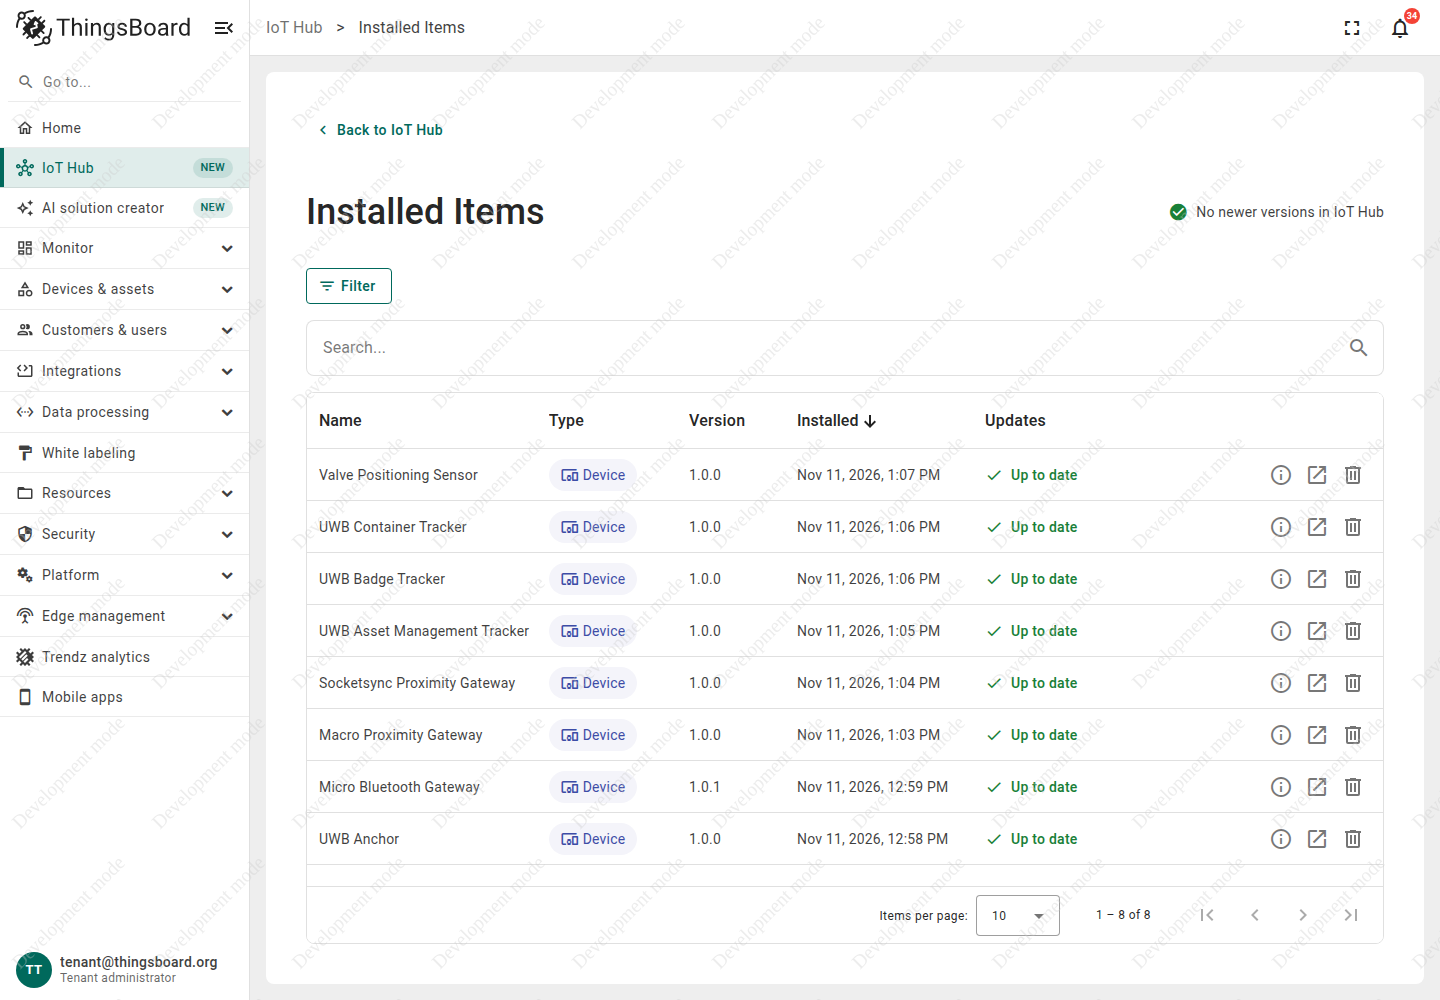 ThingsBoard
IoT Hub > Installed Items
34
Go to...
Home
IoT Hub NEW
AI solution creator NEW
Monitor
Devices & assets
Customers & users
Integrations
Data processing
White labeling
Resources
Security
Platform
Edge management
Trendz analytics
Mobile apps
TT
tenant@thingsboard.org
Tenant administrator
Back to IoT Hub
Installed Items
No newer versions in IoT Hub
Filter
Search...
Name Type Version Installed Updates
Valve Positioning Sensor Device 1.0.0 Nov 11, 2026, 1:07 PM Up to date
UWB Container Tracker Device 1.0.0 Nov 11, 2026, 1:06 PM Up to date
UWB Badge Tracker Device 1.0.0 Nov 11, 2026, 1:06 PM Up to date
UWB Asset Management Tracker Device 1.0.0 Nov 11, 2026, 1:05 PM Up to date
Socketsync Proximity Gateway Device 1.0.0 Nov 11, 2026, 1:04 PM Up to date
Macro Proximity Gateway Device 1.0.0 Nov 11, 2026, 1:03 PM Up to date
Micro Bluetooth Gateway Device 1.0.1 Nov 11, 2026, 12:59 PM Up to date
UWB Anchor Device 1.0.0 Nov 11, 2026, 12:58 PM Up to date
Items per page: 10 1 – 8 of 8
Development mode